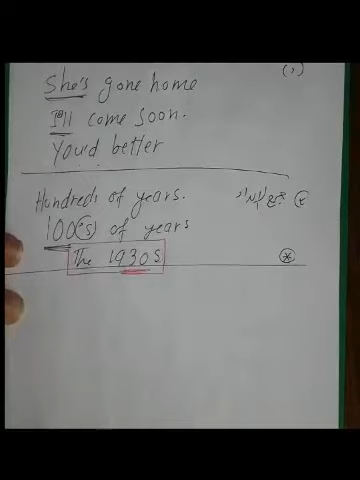 (,)
She's gone home
I'll come soon.
You'd better
Hundreds of years.
100('s) of years
The 1930s